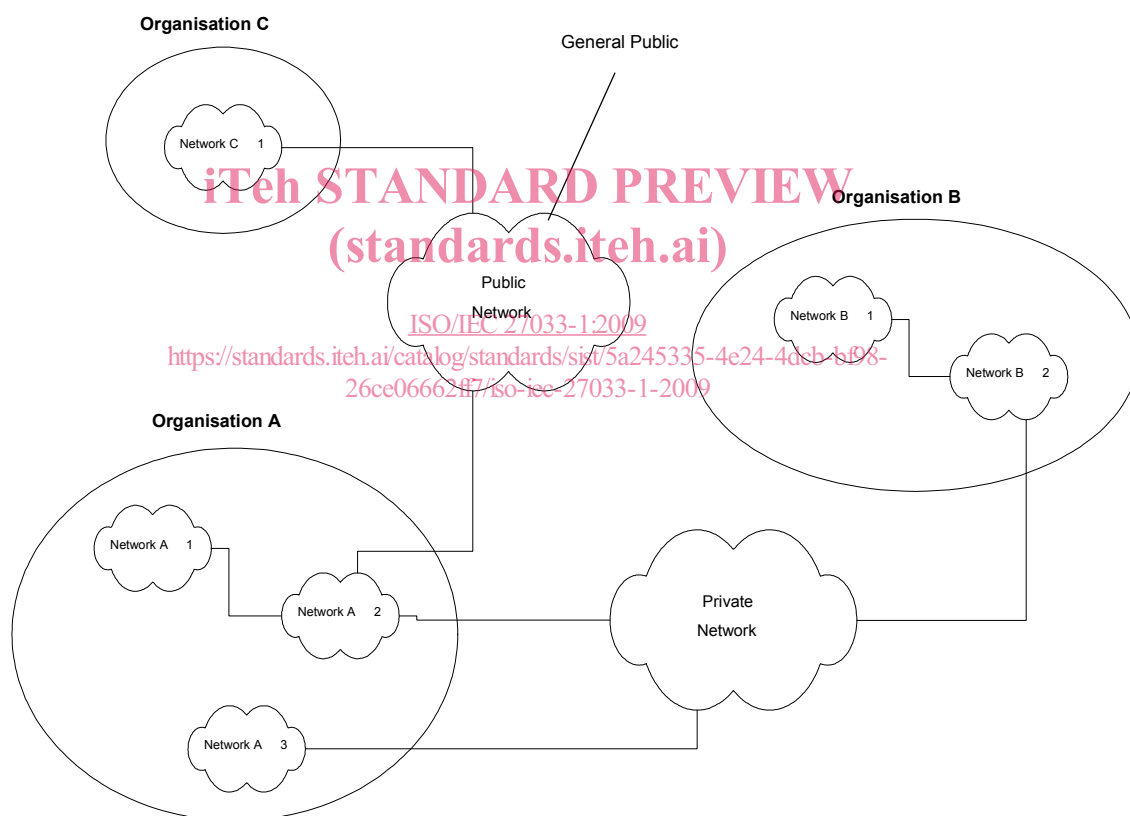 Organisation C
General Public
Network C 1
iTeh STANDARD PREVIEW
Organisation B
(standards.iteh.ai)
Public
Network
Network B 1
ISO/IEC 27033-1:2009
https://standards.iteh.ai/catalog/standards/sist/5a245335-4e24-4dcb-bf98-
Network B 2
26ce06662ff7/iso-iec-27033-1-2009
Organisation A
Network A 1
Private
Network A 2
Network
Network A 3